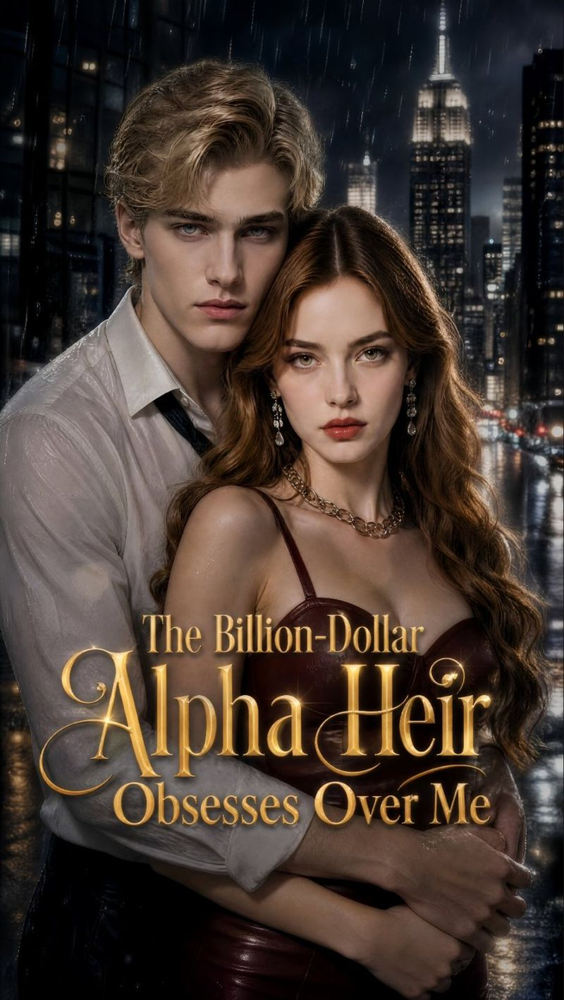 The Billion-Dollar
Alpha Heir
Obsesses Over Me